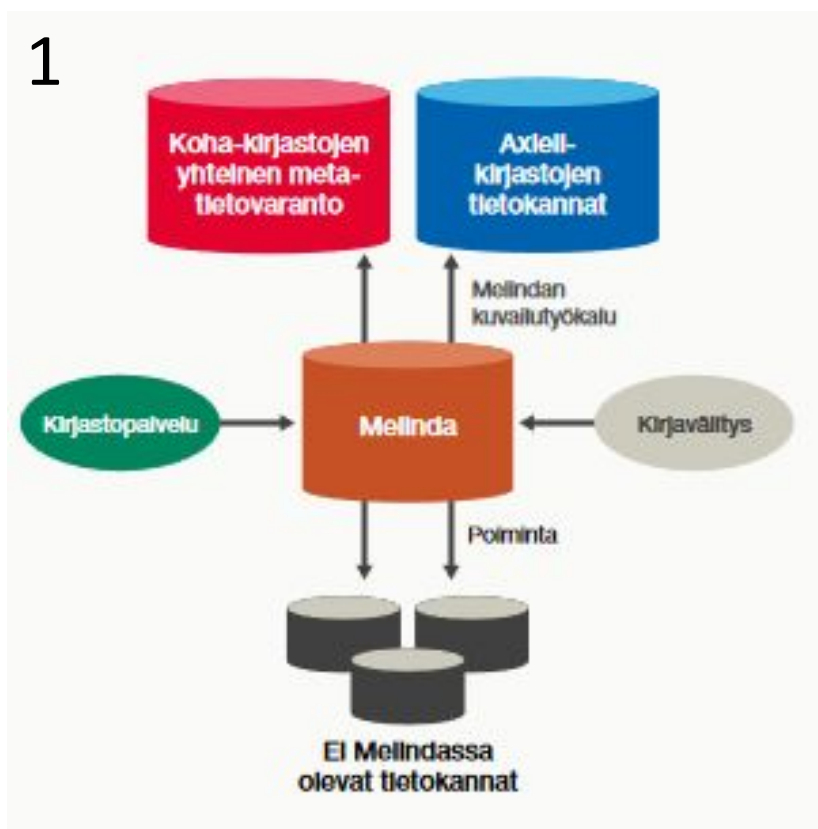 1
Koha-kirjastojen
yhteinen meta-
tietovaranto
Axiell-
kirjastojen
tietokannat
Melindan
kuvailutyökalu
Kirjastopalvelu
Melinda
Kirjavälitys
Poiminta
Ei Melindassa
olevat tietokannat